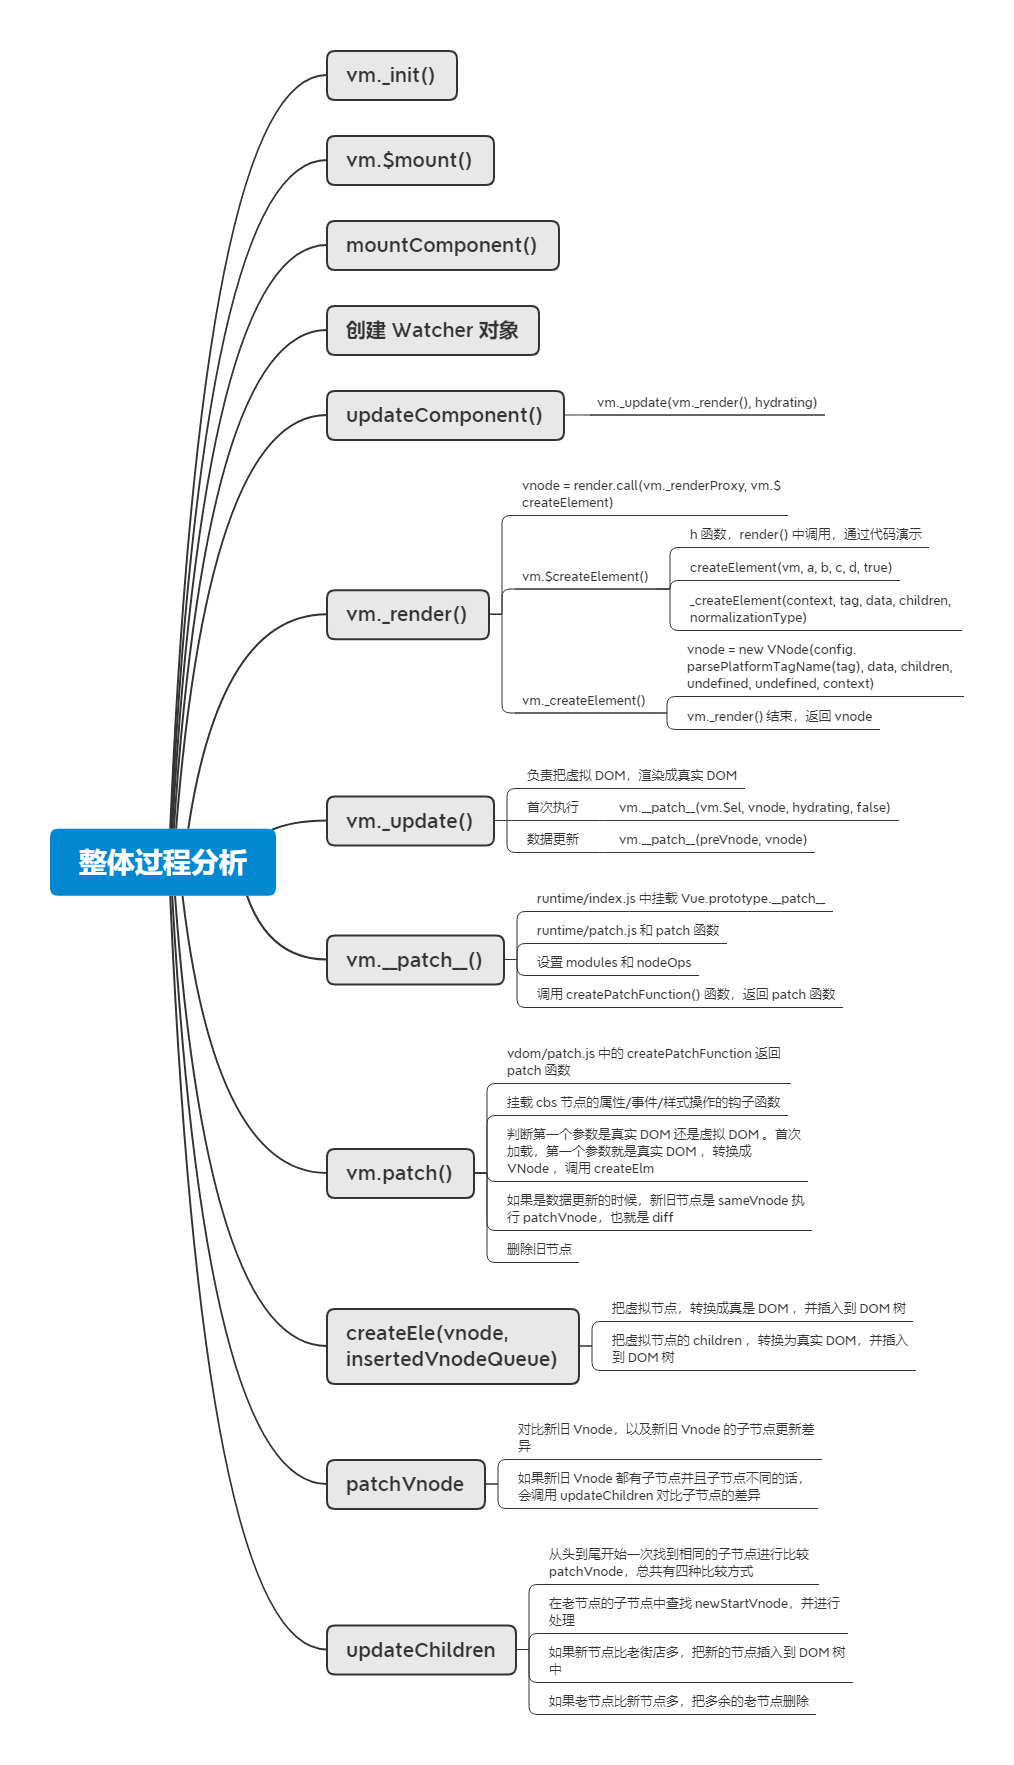 整体过程分析
vm._init()
vm.$mount()
mountComponent()
创建 Watcher 对象
updateComponent()
vm._update(vm._render(), hydrating)
vm._render()
vnode = render.call(vm._renderProxy, vm.$
createElement)
vm.$createElement()
h 函数，render() 中调用，通过代码演示
createElement(vm, a, b, c, d, true)
_createElement(context, tag, data, children,
normalizationType)
vm._createElement()
vnode = new VNode(config.
parsePlatformTagName(tag), data, children,
undefined, undefined, context)
vm._render() 结束，返回 vnode
vm._update()
负责把虚拟 DOM，渲染成真实 DOM
首次执行
vm.__patch__(vm.$el, vnode, hydrating, false)
数据更新
vm.__patch__(preVnode, vnode)
vm.__patch__()
runtime/index.js 中挂载 Vue.prototype.__patch__
runtime/patch.js 和 patch 函数
设置 modules 和 nodeOps
调用 createPatchFunction() 函数，返回 patch 函数
vm.patch()
vdom/patch.js 中的 createPatchFunction 返回
patch 函数
挂载 cbs 节点的属性/事件/样式操作的钩子函数
判断第一个参数是真实 DOM 还是虚拟 DOM 。首次
加载，第一个参数就是真实 DOM ，转换成
VNode ，调用 createElm
如果是数据更新的时候，新旧节点是 sameVnode 执
行 patchVnode，也就是 diff
删除旧节点
createEle(vnode,
insertedVnodeQueue)
把虚拟节点，转换成真是 DOM ，并插入到 DOM 树
把虚拟节点的 children ，转换为真实 DOM，并插入
到 DOM 树
patchVnode
对比新旧 Vnode，以及新旧 Vnode 的子节点更新差
异
如果新旧 Vnode 都有子节点并且子节点不同的话，
会调用 updateChildren 对比子节点的差异
updateChildren
从头到尾开始一次找到相同的子节点进行比较
patchVnode，总共有四种比较方式
在老节点的子节点中查找 newStartVnode，并进行
处理
如果新节点比老街店多，把新的节点插入到 DOM 树
中
如果老节点比新节点多，把多余的老节点删除